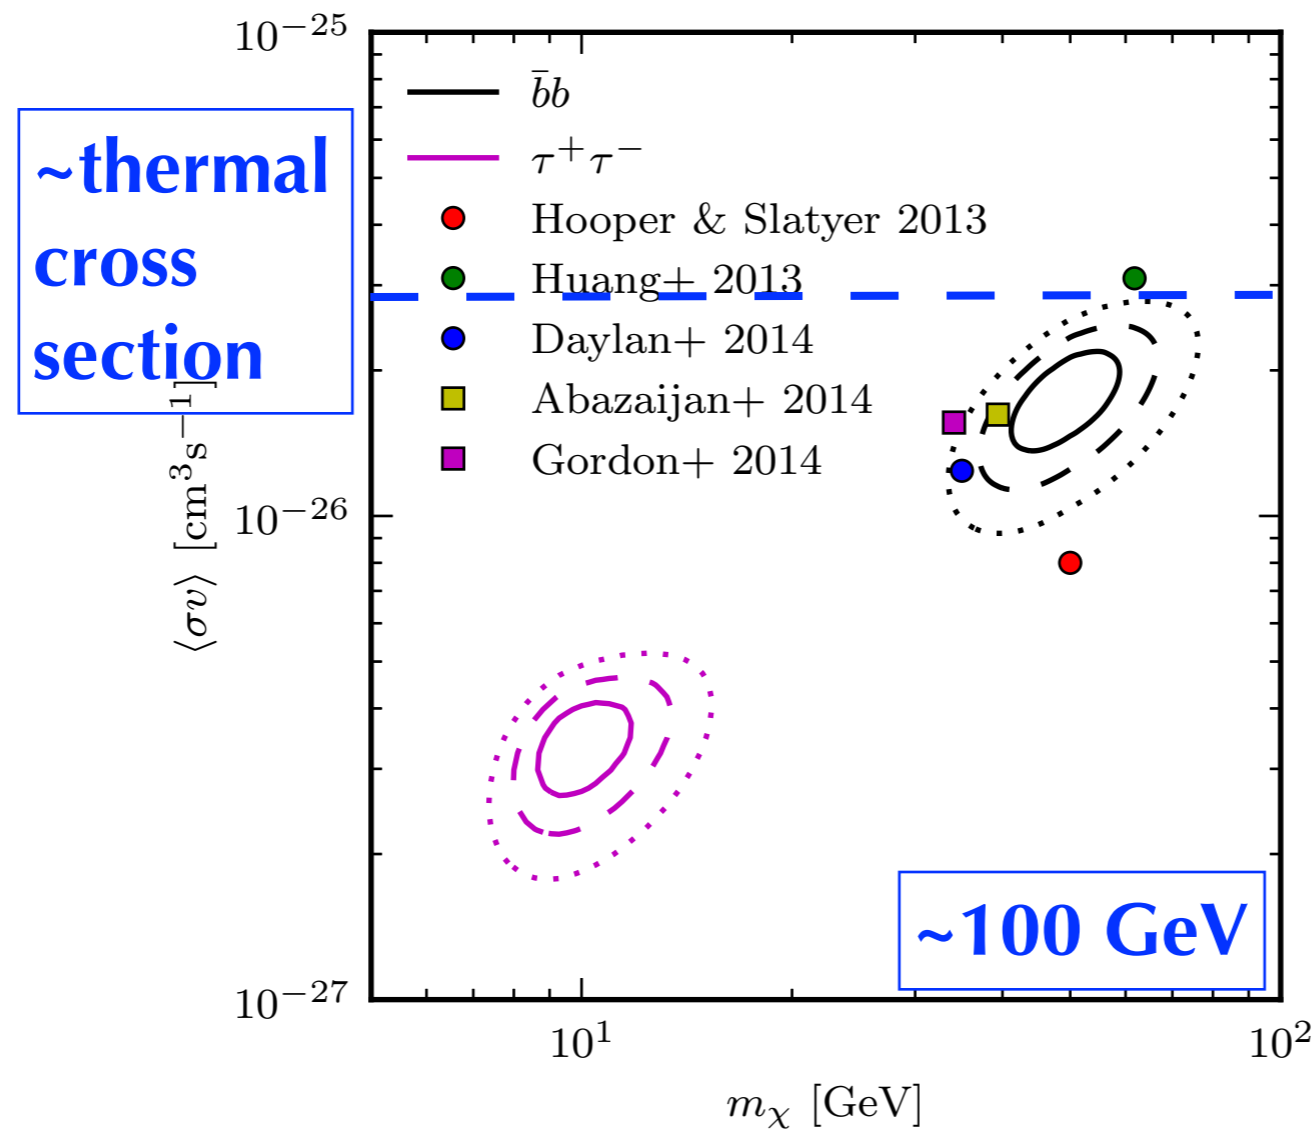 10⁻²⁵
~thermal
cross
section
b̄b
τ⁺τ⁻
Hooper & Slatyer 2013
Huang+ 2013
Daylan+ 2014
Abazaijan+ 2014
Gordon+ 2014
⟨σv⟩ [cm³s⁻¹]
10⁻²⁶
~100 GeV
10⁻²⁷
10¹
10²
m_χ [GeV]